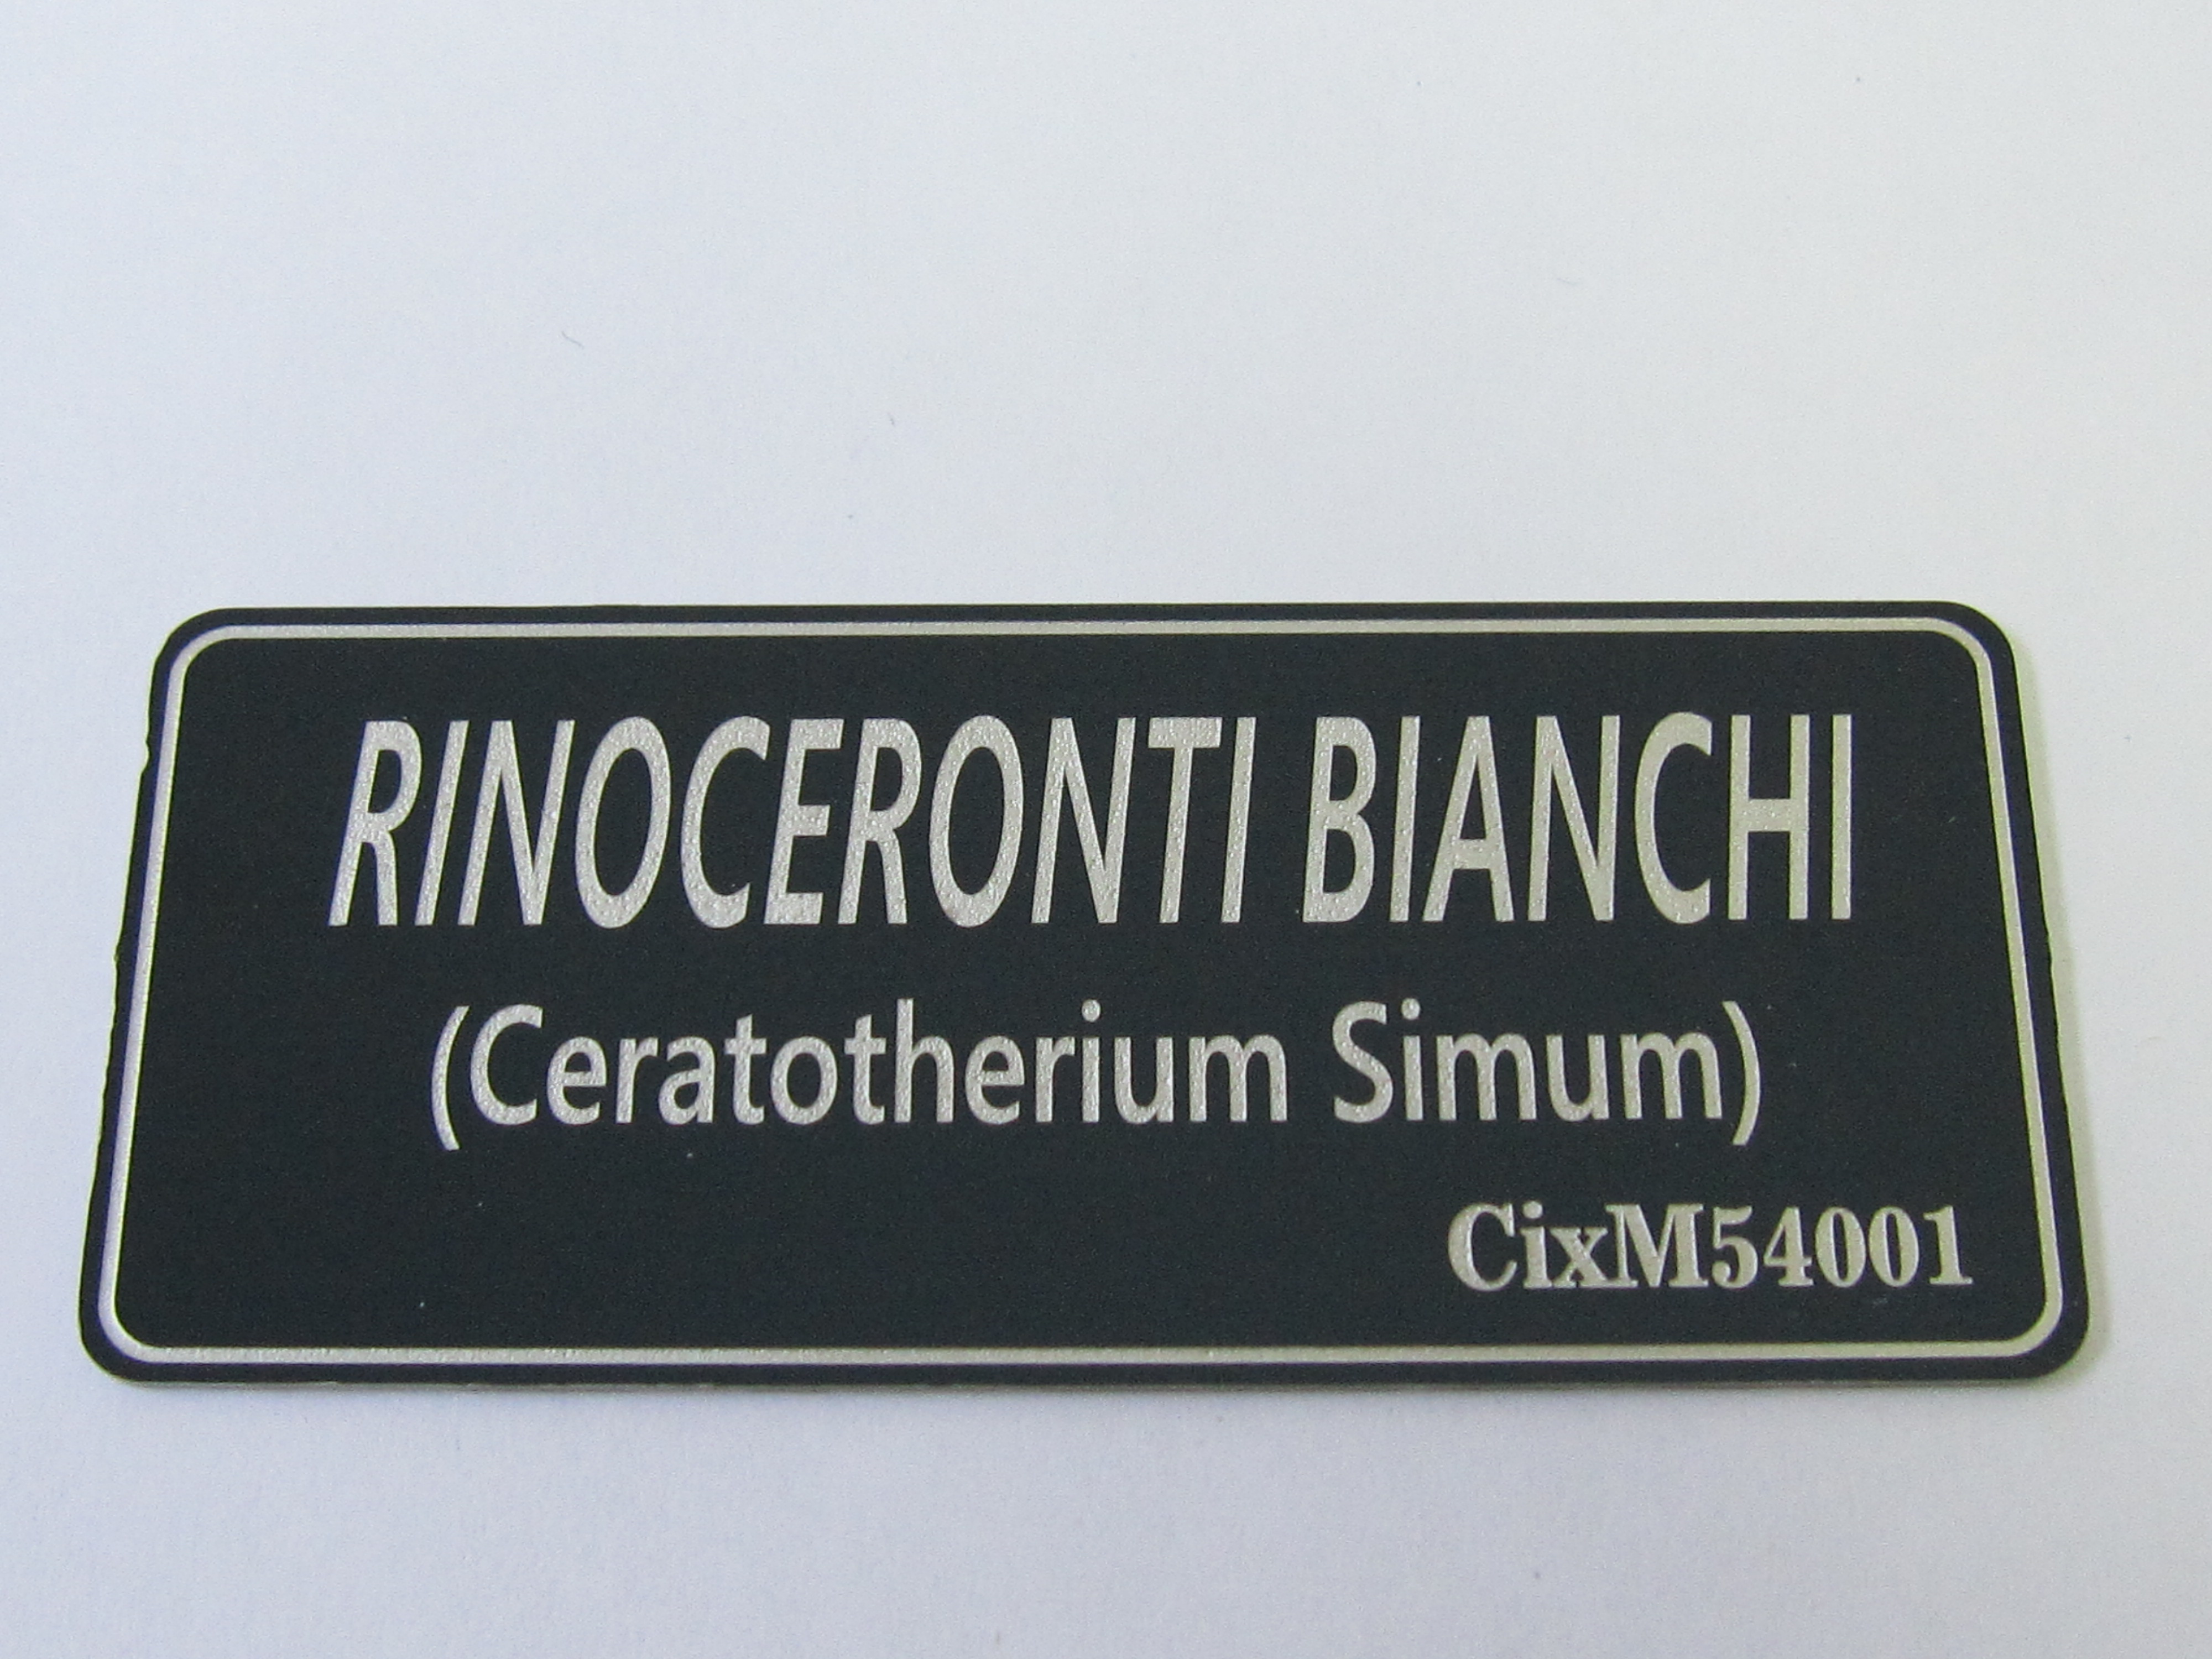 RINOCERONTI BIANCHI
(Ceratotherium Simum)
CixM54001